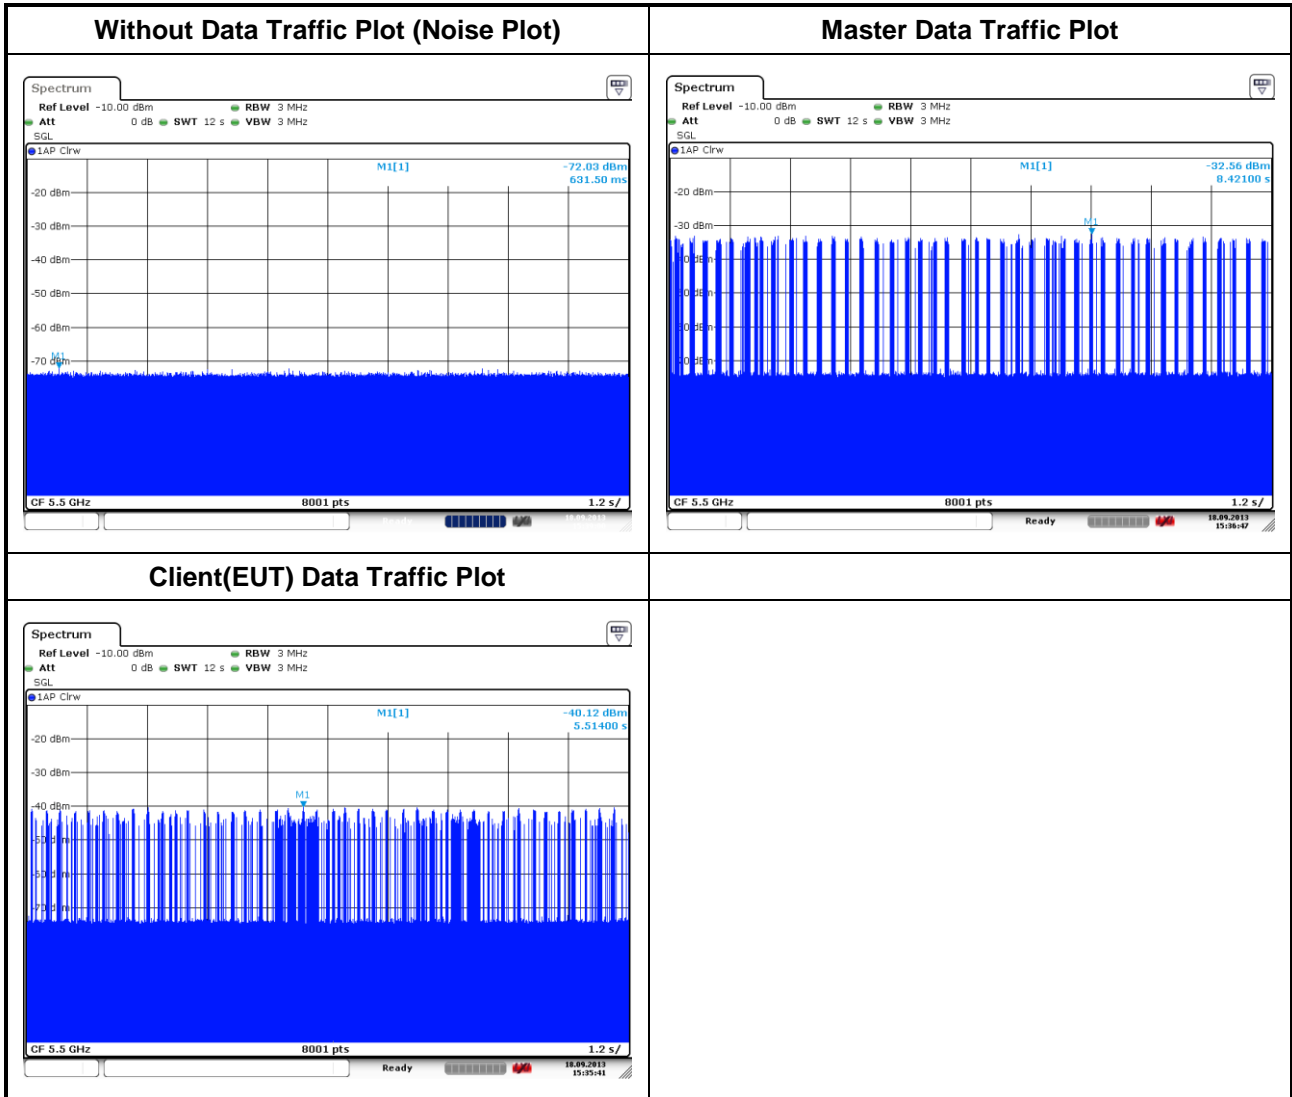 Without Data Traffic Plot (Noise Plot)
Spectrum
Ref Level -10.00 dBm RBW 3 MHz
Att 0 dB SWT 12 s VBW 3 MHz
SGL
1AP Clrw
M1[1] -72.03 dBm
631.50 ms
-20 dBm
-30 dBm
-40 dBm
-50 dBm
-60 dBm
M1
-70 dBm
CF 5.5 GHz 8001 pts 1.2 s/
Ready 18.09.2013
Master Data Traffic Plot
Spectrum
Ref Level -10.00 dBm RBW 3 MHz
Att 0 dB SWT 12 s VBW 3 MHz
SGL
1AP Clrw
M1[1] -32.56 dBm
8.42100 s
-20 dBm
M1
-30 dBm
CF 5.5 GHz 8001 pts 1.2 s/
Ready 18.09.2013
15:36:47
Client(EUT) Data Traffic Plot
Spectrum
Ref Level -10.00 dBm RBW 3 MHz
Att 0 dB SWT 12 s VBW 3 MHz
SGL
1AP Clrw
M1[1] -40.12 dBm
5.51400 s
-20 dBm
-30 dBm
M1
-40 dBm
CF 5.5 GHz 8001 pts 1.2 s/
Ready 18.09.2013
15:35:41